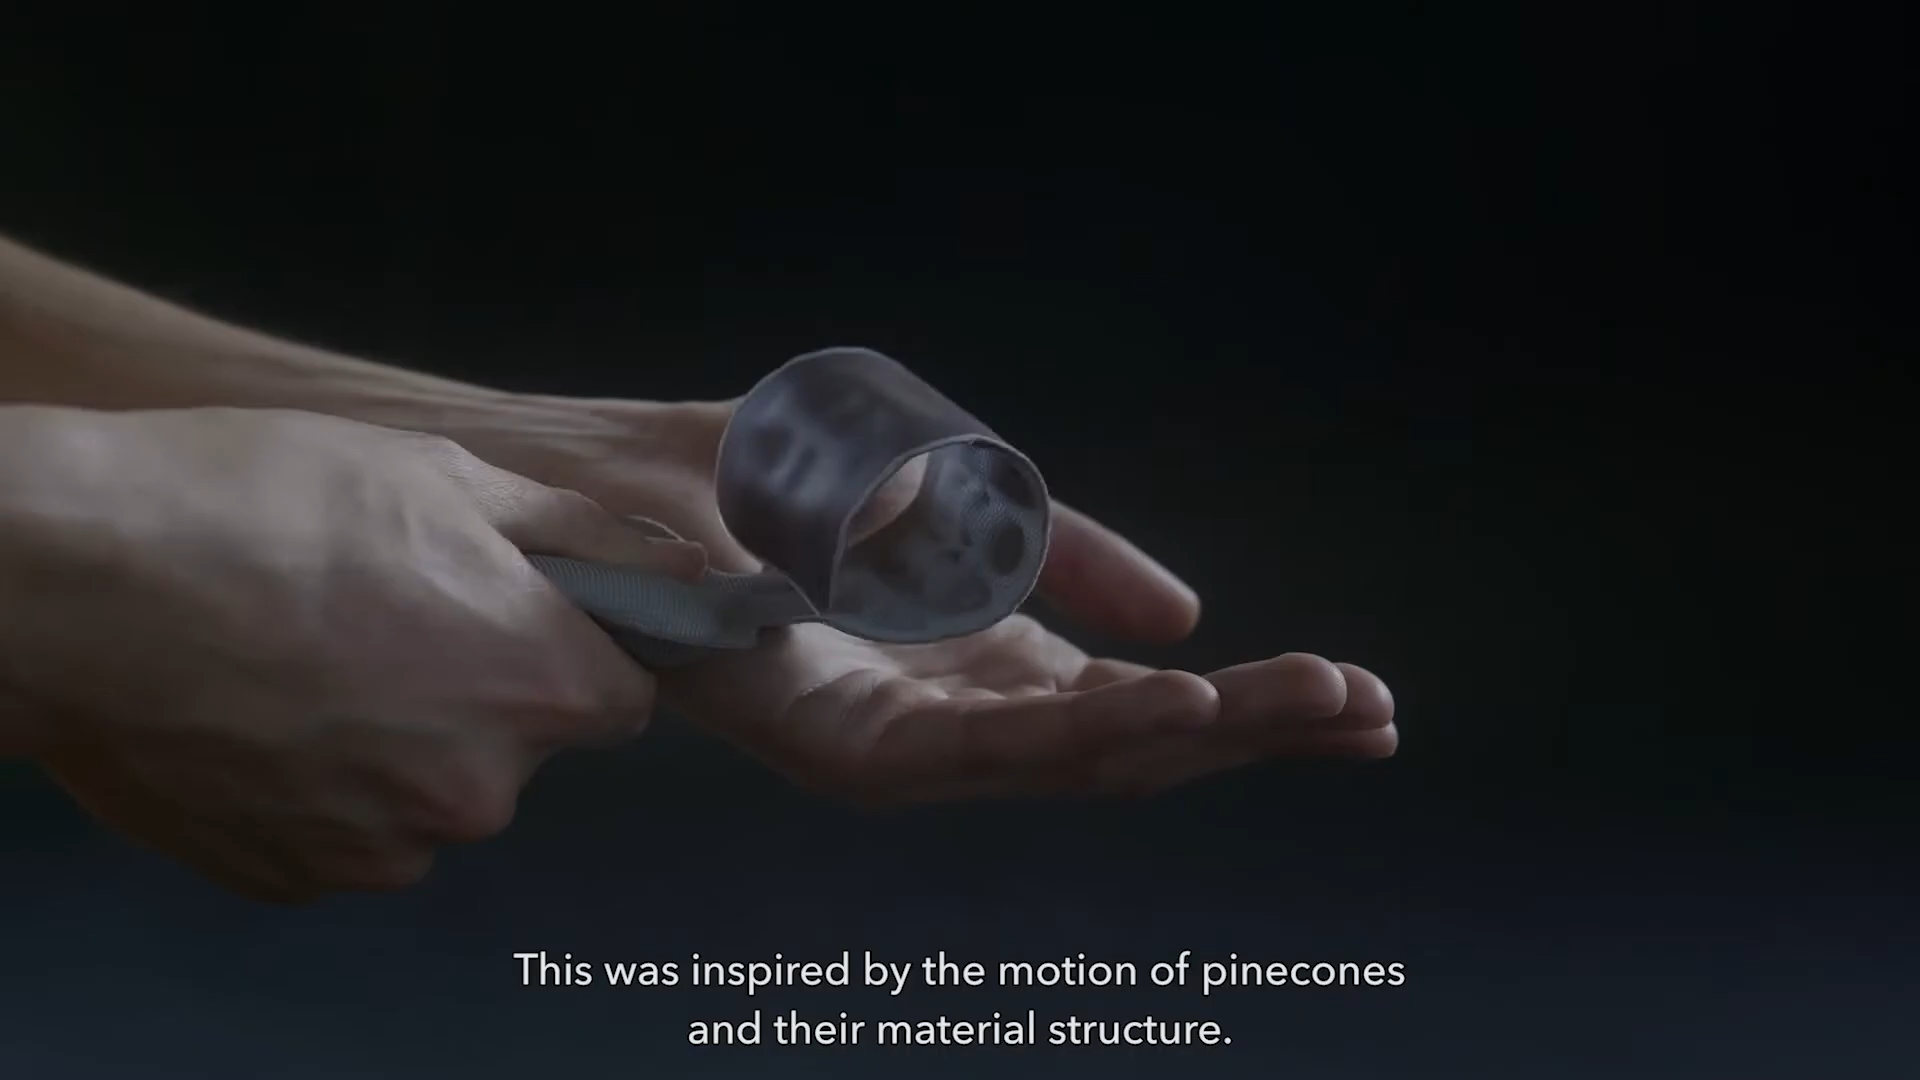 This was inspired by the motion of pinecones
and their material structure.